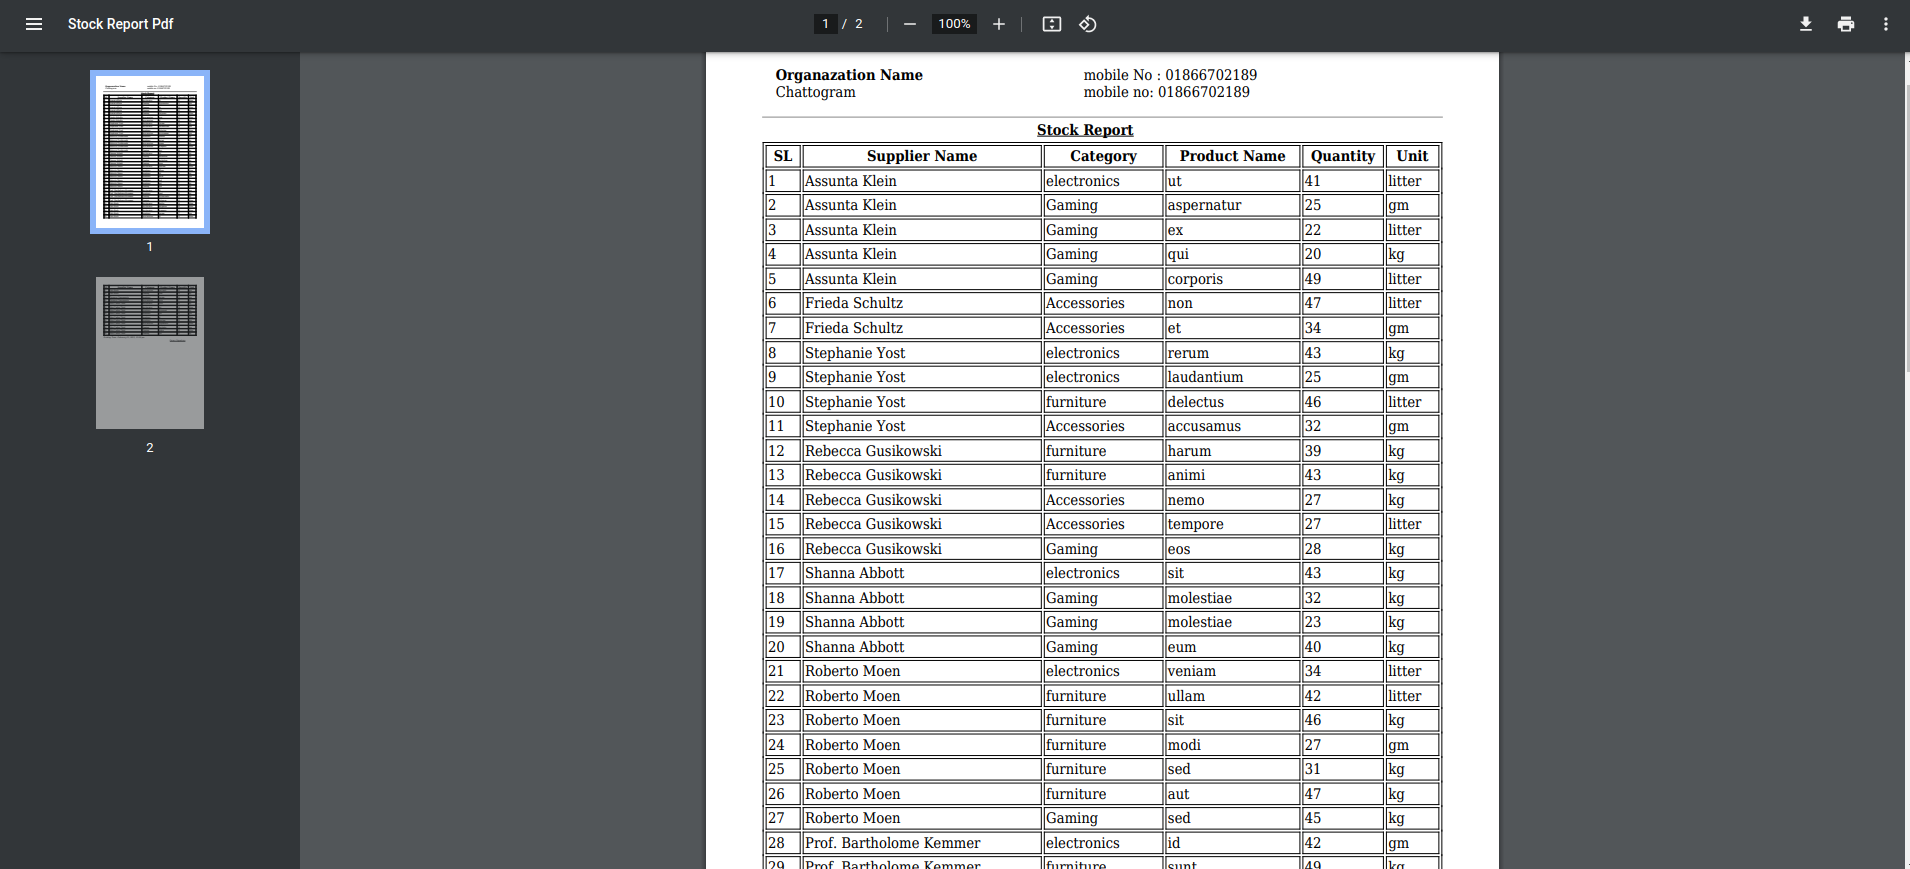 Stock Report Pdf
1 / 2
100%
1
2
Organazation Name mobile No : 01866702189
Chattogram mobile no: 01866702189
Stock Report
SL Supplier Name Category Product Name Quantity Unit
1 Assunta Klein electronics ut 41 litter
2 Assunta Klein Gaming aspernatur 25 gm
3 Assunta Klein Gaming ex 22 litter
4 Assunta Klein Gaming qui 20 kg
5 Assunta Klein Gaming corporis 49 litter
6 Frieda Schultz Accessories non 47 litter
7 Frieda Schultz Accessories et 34 gm
8 Stephanie Yost electronics rerum 43 kg
9 Stephanie Yost electronics laudantium 25 gm
10 Stephanie Yost furniture delectus 46 litter
11 Stephanie Yost Accessories accusamus 32 gm
12 Rebecca Gusikowski furniture harum 39 kg
13 Rebecca Gusikowski furniture animi 43 kg
14 Rebecca Gusikowski Accessories nemo 27 kg
15 Rebecca Gusikowski Accessories tempore 27 litter
16 Rebecca Gusikowski Gaming eos 28 kg
17 Shanna Abbott electronics sit 43 kg
18 Shanna Abbott Gaming molestiae 32 kg
19 Shanna Abbott Gaming molestiae 23 kg
20 Shanna Abbott Gaming eum 40 kg
21 Roberto Moen electronics veniam 34 litter
22 Roberto Moen furniture ullam 42 litter
23 Roberto Moen furniture sit 46 kg
24 Roberto Moen furniture modi 27 gm
25 Roberto Moen furniture sed 31 kg
26 Roberto Moen furniture aut 47 kg
27 Roberto Moen Gaming sed 45 kg
28 Prof. Bartholome Kemmer electronics id 42 gm
29 Prof. Bartholome Kemmer furniture sunt 49 kg